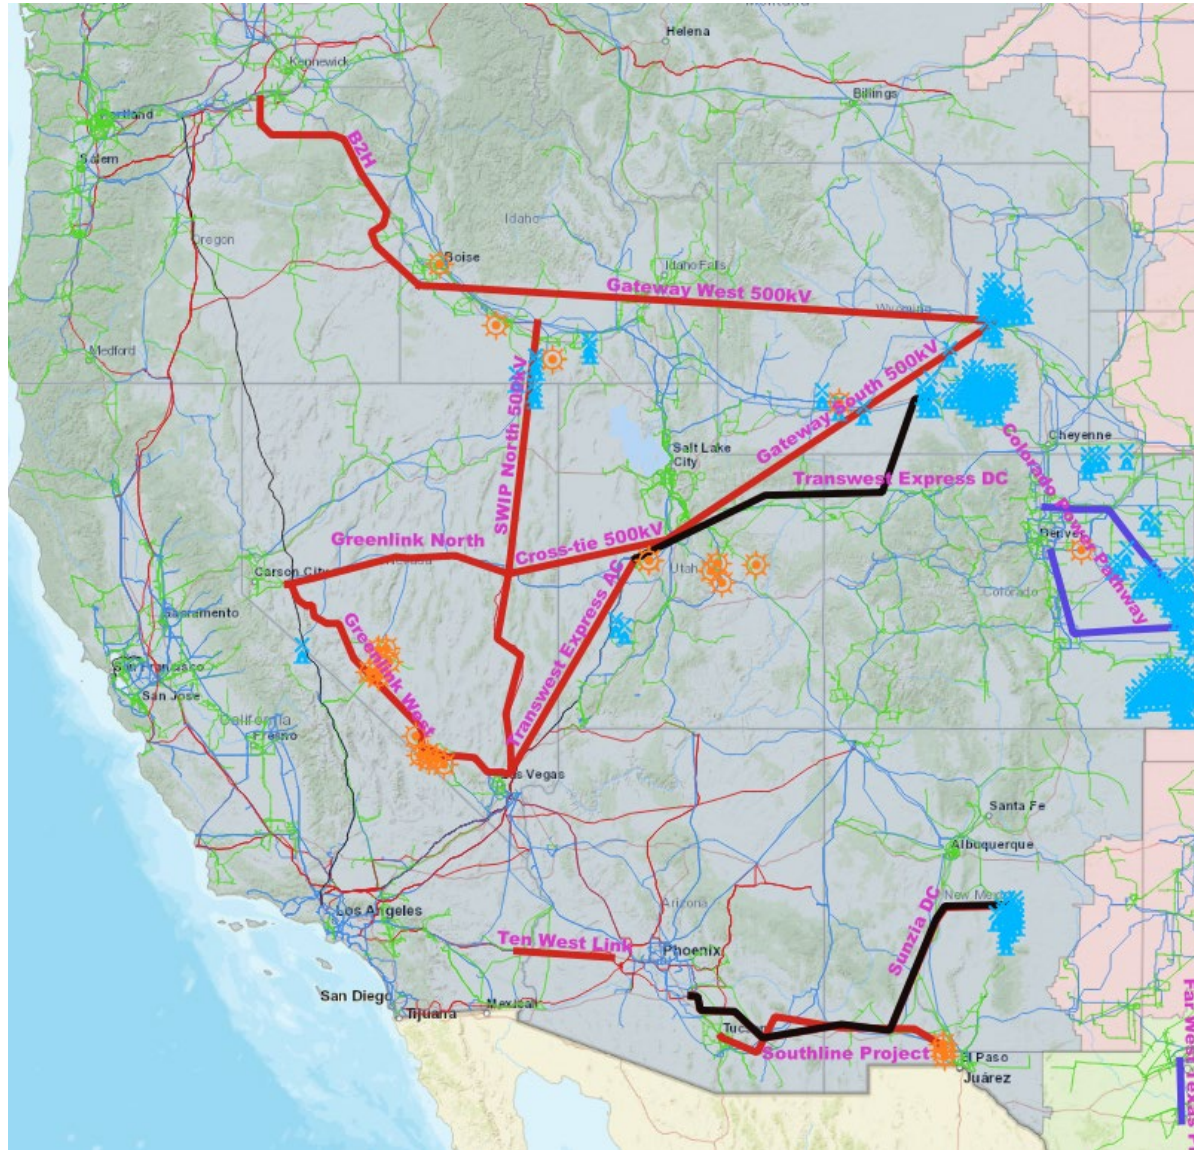 Montana
Helena
Kennewick
Billings
Portland
Salem
B2H
Idaho
Oregon
Boise
Idaho Falls
Gateway West 500kV
Wyoming
Medford
SWIP North 500kV
Gateway South 500kV
Salt Lake
City
Cheyenne
Colorado Power Pathway
Transwest Express DC
Greenlink North
Cross-tie 500kV
Denver
Nevada
Carson City
Utah
Colorado
Sacramento
Greenlink West
Transwest Express AC
San Francisco
San Jose
California
Fresno
Las Vegas
Santa Fe
Albuquerque
New Mexi
Arizona
Los Angeles
Sunzia DC
Ten West Link
Phoenix
San Diego
Mexicali
Tijuana
Tucson
Southline Project
El Paso
Juárez
Far West Texas P